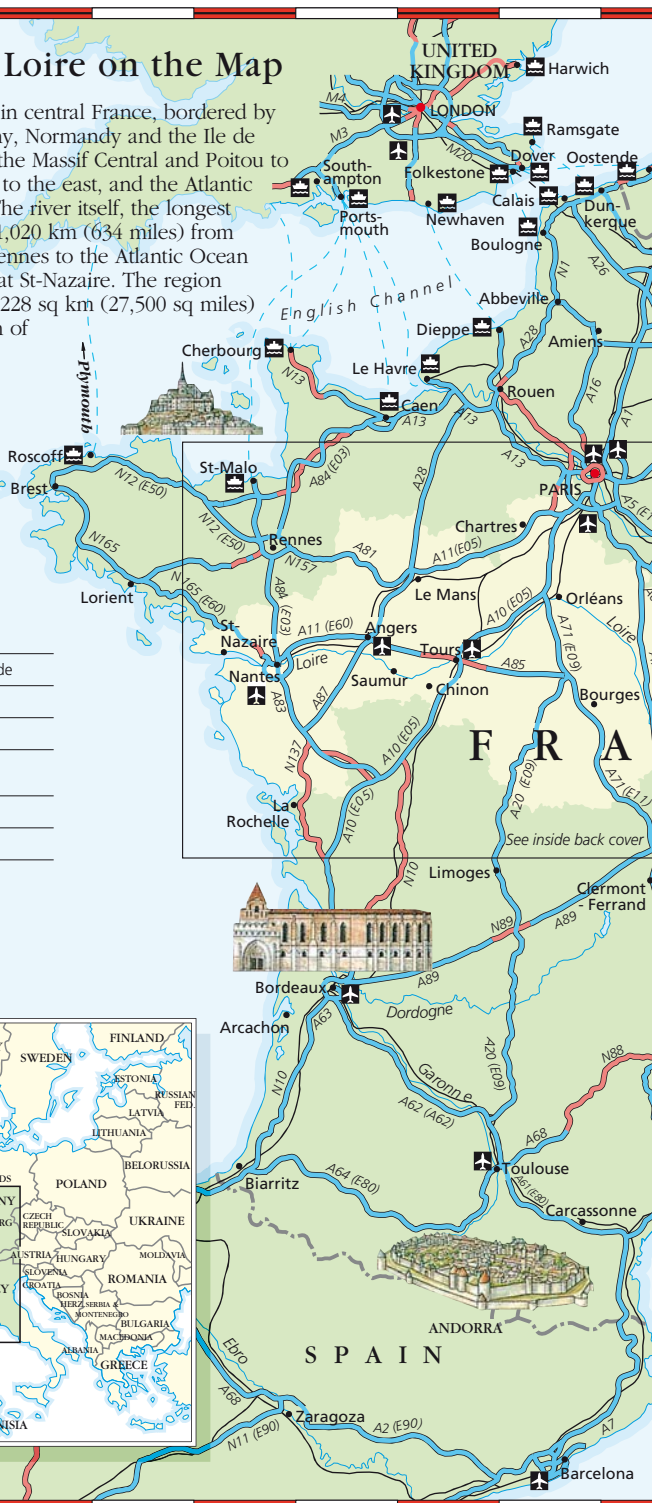 Loire on the Map
in central France, bordered by
ny, Normandy and the Ile de
the Massif Central and Poitou to
to the east, and the Atlantic
The river itself, the longest
1,020 km (634 miles) from
ennes to the Atlantic Ocean
at St-Nazaire. The region
228 sq km (27,500 sq miles)
n of
UNITED
KINGDOM
Harwich
M4
LONDON
M3
Ramsgate
M20
Dover
Oostende
South-
ampton
Folkestone
Calais
Dun-
kerque
Ports-
mouth
Newhaven
Boulogne
N1
A26
English Channel
Abbeville
Dieppe
A28
Amiens
Cherbourg
Le Havre
N13
A16
Rouen
A1
Plymouth
Caen
A13
A13
A13
Roscoff
St-Malo
A84 (E03)
A28
Brest
N12 (E50)
PARIS
A5(E1
N12 (E50)
Chartres
Rennes
N165
N157
A81
A11(E05)
Lorient
N165 (E60)
A84 (E03)
Le Mans
A10 (E05)
Orléans
St-
Nazaire
A11 (E60)
Angers
A71 (E09)
Loire
Loire
Tours
A85
Nantes
Saumur
Chinon
A83
A87
Bourges
de
F R A
N137
A10 (E05)
A20 (E09)
A71 (E11)
La
Rochelle
A10 (E05)
See inside back cover
N10
Limoges
Clermont
- Ferrand
N89
A89
A89
Bordeaux
Dordogne
Arcachon
A63
A20 (E09)
N88
N10
Garonne
A62 (A62)
A68
Toulouse
A64 (E80)
A61(E80)
Biarritz
Carcassonne
ANDORRA
SPAIN
Ebro
A68
Zaragoza
N11 (E90)
A2 (E90)
A7
Barcelona
FINLAND
SWEDEN
ESTONIA
RUSSIAN
FED.
LATVIA
LITHUANIA
BELORUSSIA
DS
POLAND
NY
RG
CZECH
REPUBLIC
UKRAINE
SLOVAKIA
AUSTRIA
HUNGARY
MOLDAVIA
SLOVENIA
CROATIA
ROMANIA
Y
BOSNIA
HERZ.
SERBIA &
MONTENEGRO
BULGARIA
MACEDONIA
ALBANIA
GREECE
NISIA